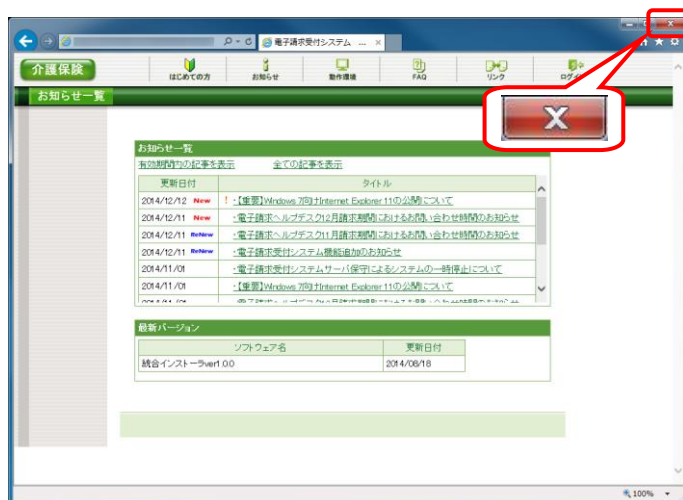 電子請求受付システム ...
介護保険
はじめての方
お知らせ
動作環境
FAQ
リンク
お知らせ一覧
お知らせ一覧
有効期間内の記事を表示 全ての記事を表示
更新日付 タイトル
2014/12/12 New ! ・【重要】Windows 7向けInternet Explorer 11の公開について
2014/12/11 New ・電子請求ヘルプデスク12月請求期間におけるお問い合わせ時間のお知らせ
2014/12/11 ReNew ・電子請求ヘルプデスク11月請求期間におけるお問い合わせ時間のお知らせ
2014/12/11 ReNew ・電子請求受付システム機能追加のお知らせ
2014/11/01 ・電子請求受付システムサーバ保守によるシステムの一時停止について
2014/11/01 ・【重要】Windows 7向けInternet Explorer 11の公開について
最新バージョン
ソフトウェア名 更新日付
統合インストーラver1.0.0 2014/08/18
100%